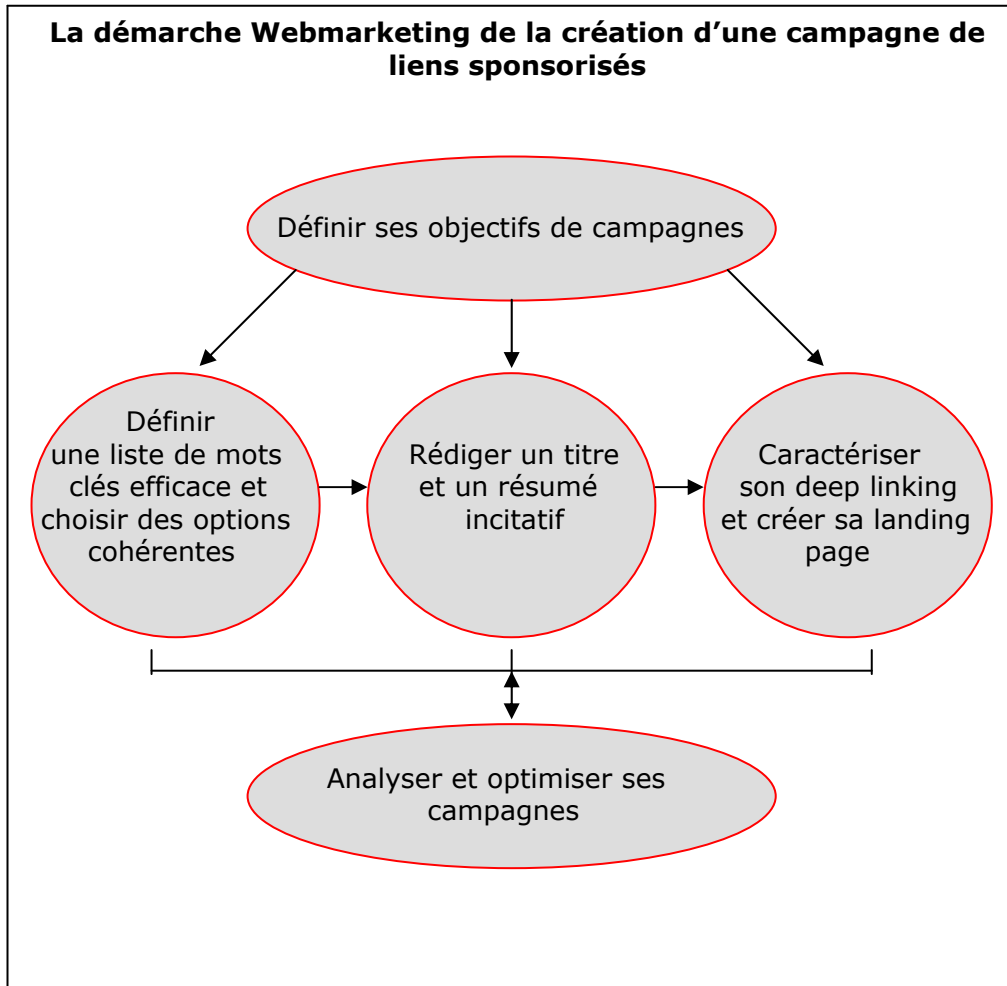 La démarche Webmarketing de la création d’une campagne de
liens sponsorisés
Définir ses objectifs de campagnes
Définir
une liste de mots
clés efficace et
choisir des options
cohérentes
Rédiger un titre
et un résumé
incitatif
Caractériser
son deep linking
et créer sa landing
page
Analyser et optimiser ses
campagnes